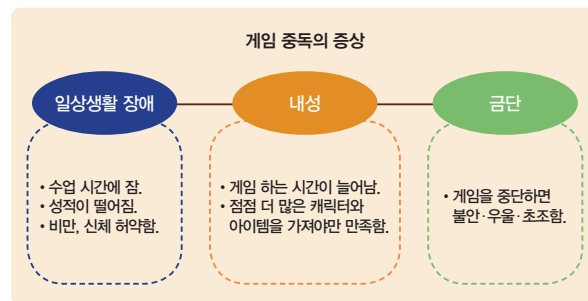 게임 중독의 증상
일상생활 장애
내성
금단
• 수업 시간에 잠.
• 성적이 떨어짐.
• 비만, 신체 허약함.
• 게임 하는 시간이 늘어남.
• 점점 더 많은 캐릭터와
아이템을 가져야만 만족함.
• 게임을 중단하면
불안·우울·초조함.